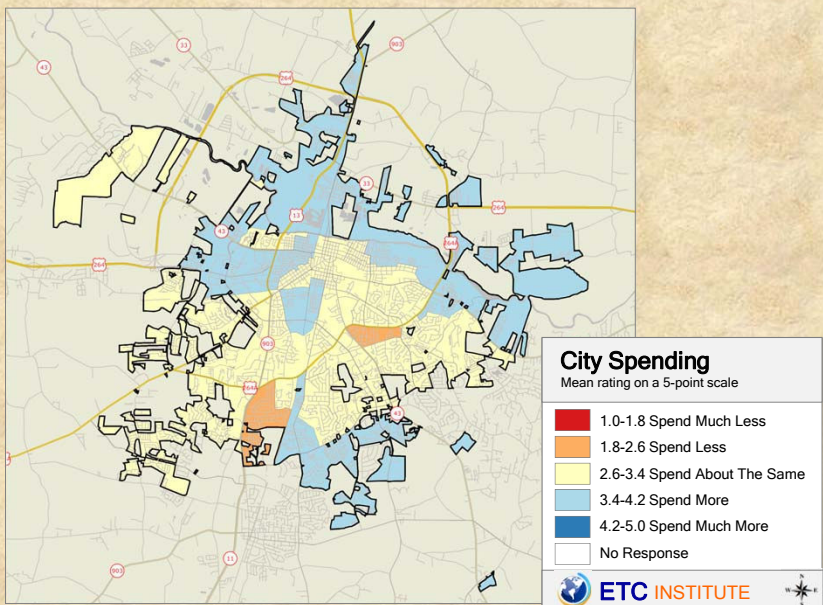 903
33
43
264
33
13
264
43
264A
264
903
264A
43
903
11
City Spending
Mean rating on a 5-point scale
1.0-1.8 Spend Much Less
1.8-2.6 Spend Less
2.6-3.4 Spend About The Same
3.4-4.2 Spend More
4.2-5.0 Spend Much More
No Response
ETC INSTITUTE
N
W E
S